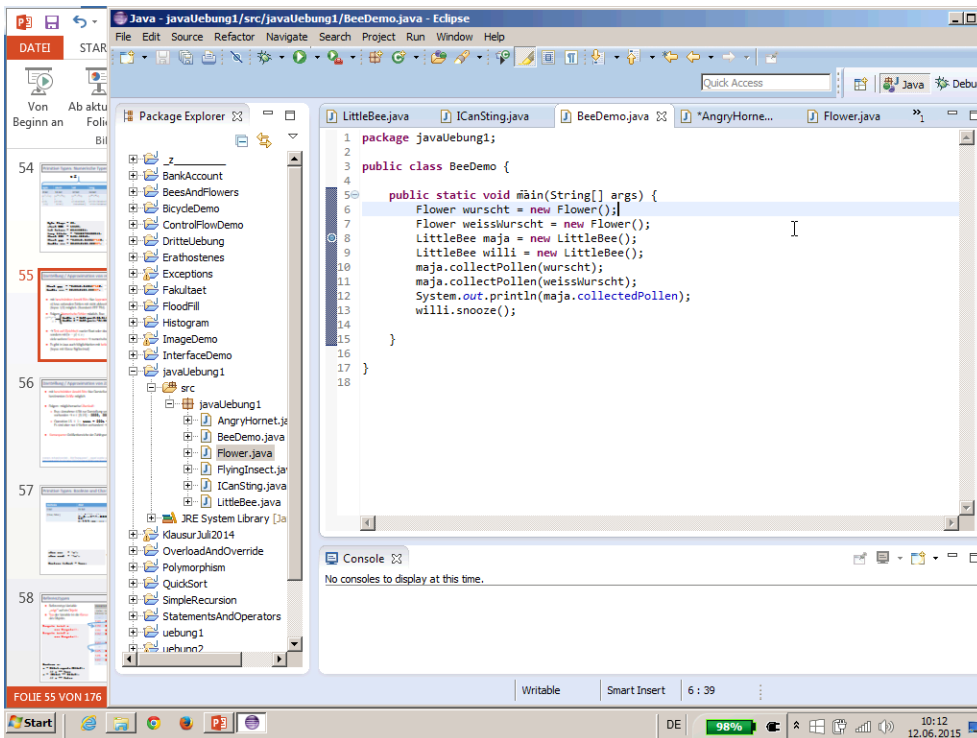 Java - javaUebung1/src/javaUebung1/BeeDemo.java - Eclipse
File Edit Source Refactor Navigate Search Project Run Window Help
DATEI STAR
Von Beginn an
Ab aktu Folie
Bil
Quick Access
Java Debu
Package Explorer
LittleBee.java ICanSting.java BeeDemo.java *AngryHorne... Flower.java »1
_z_________
BankAccount
BeesAndFlowers
BicycleDemo
ControlFlowDemo
DritteUebung
Erathostenes
Exceptions
Fakultaet
FloodFill
Histogram
ImageDemo
InterfaceDemo
javaUebung1
src
javaUebung1
AngryHornet.ja
BeeDemo.java
Flower.java
FlyingInsect.ja
ICanSting.java
LittleBee.java
JRE System Library [Ja
KlausurJuli2014
OverloadAndOverride
Polymorphism
QuickSort
SimpleRecursion
StatementsAndOperators
uebung1
uebung2
1 package javaUebung1;
2
3 public class BeeDemo {
4
5 public static void main(String[] args) {
6 Flower wurscht = new Flower();
7 Flower weissWurscht = new Flower();
8 LittleBee maja = new LittleBee();
9 LittleBee willi = new LittleBee();
10 maja.collectPollen(wurscht);
11 maja.collectPollen(weissWurscht);
12 System.out.println(maja.collectedPollen);
13 willi.snooze();
14
15 }
16
17 }
18
Console
No consoles to display at this time.
Writable Smart Insert 6 : 39
54
55
56
57
58
FOLIE 55 VON 176
Start
DE 98% 10:12
12.06.2015